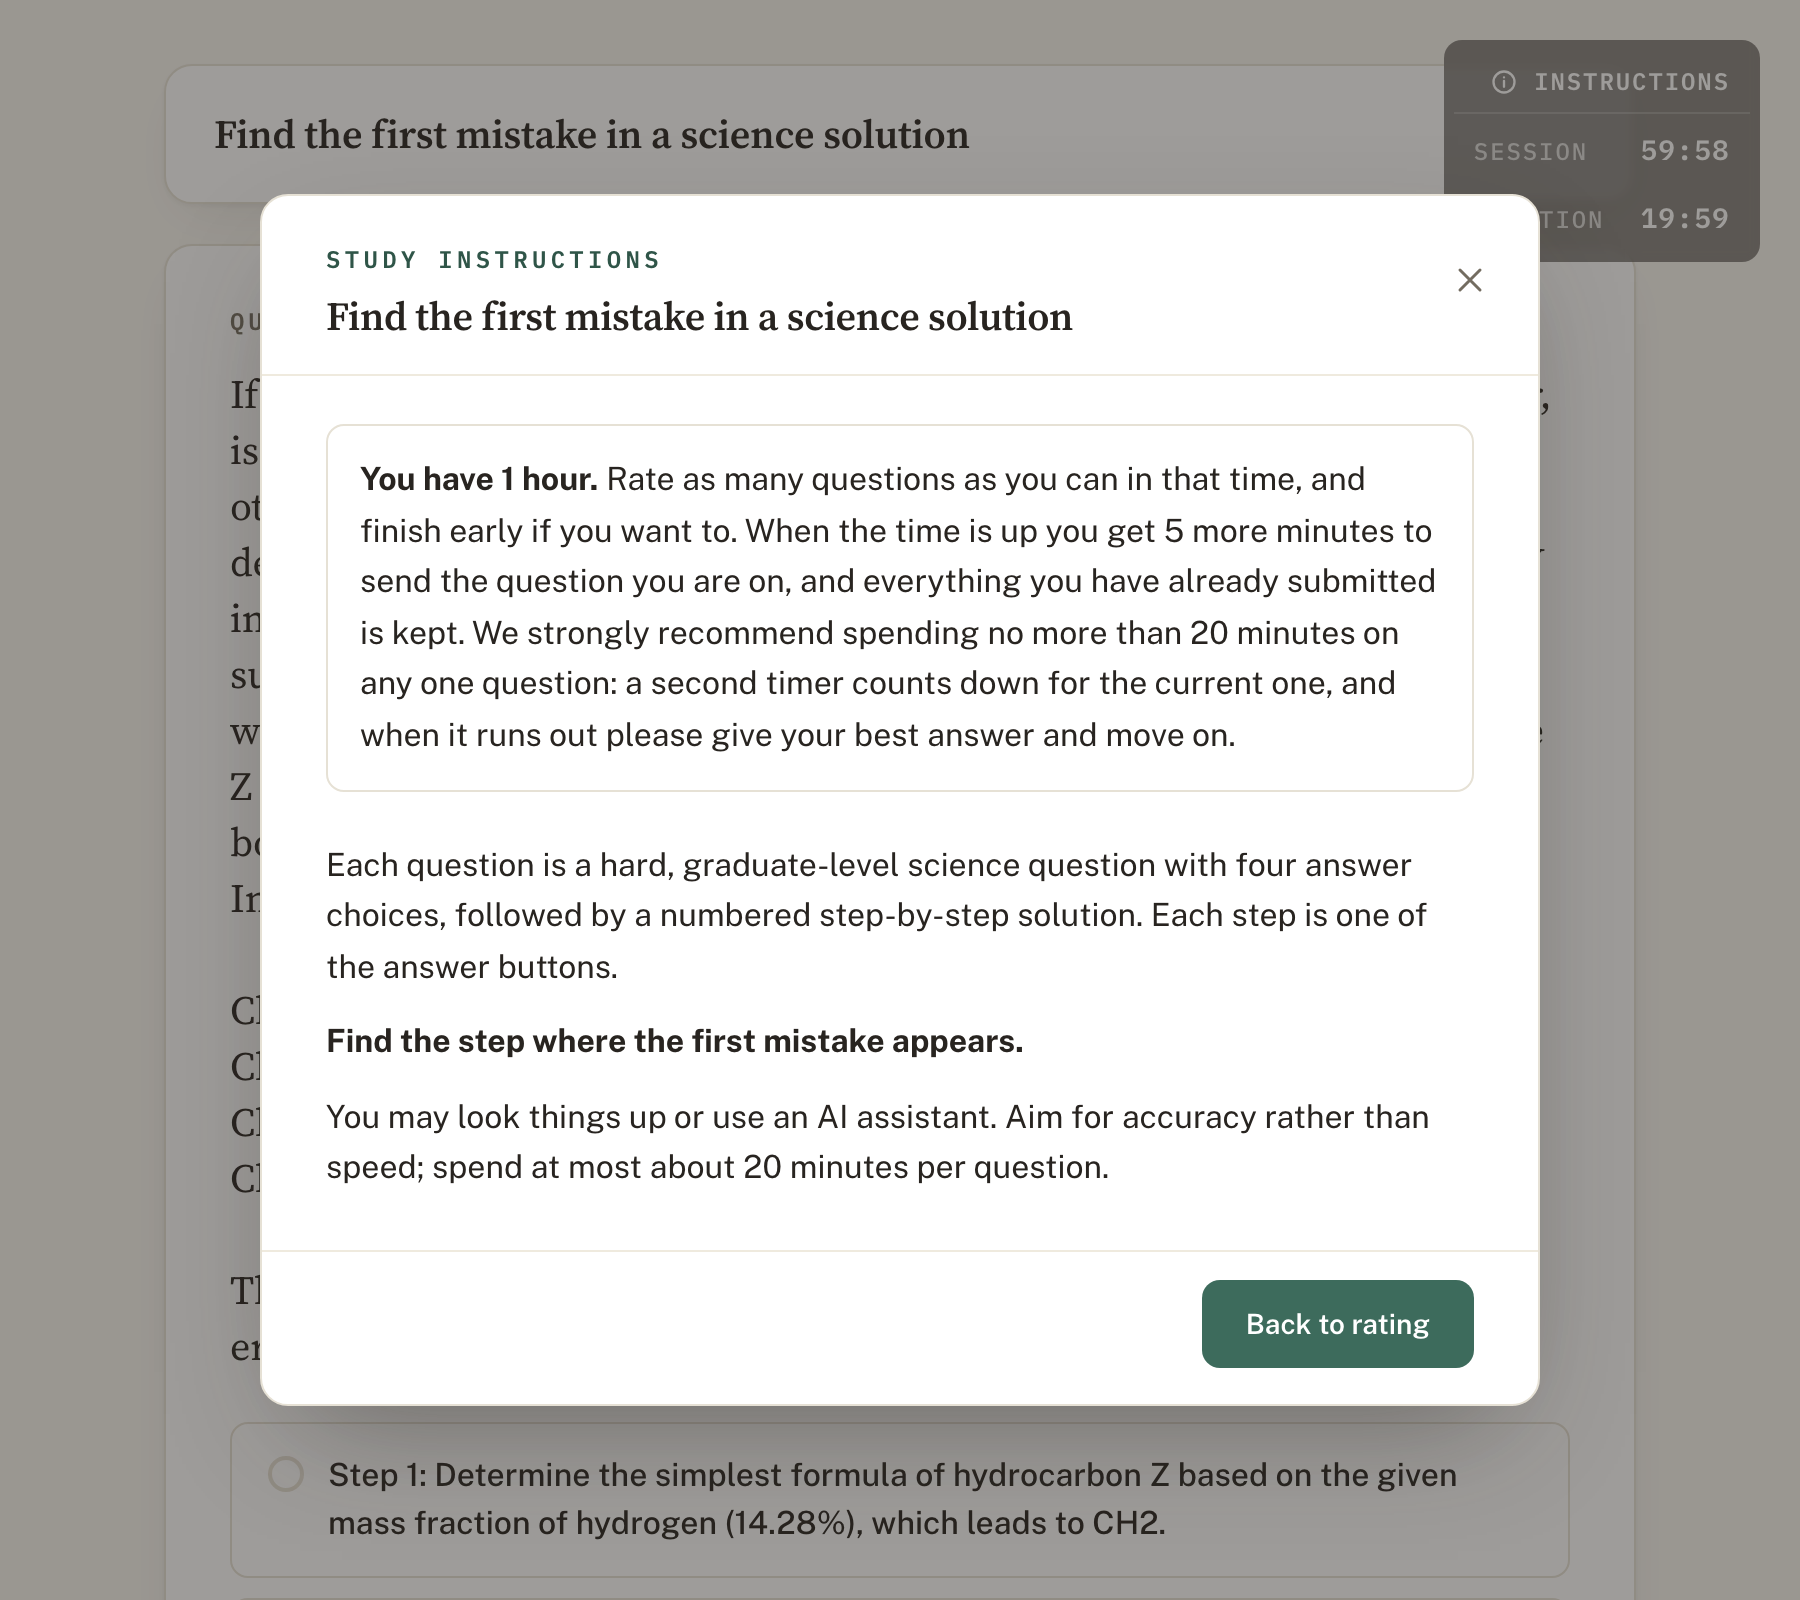 Find the first mistake in a science solution
INSTRUCTIONS
SESSION 59:58
19:59
STUDY INSTRUCTIONS
Find the first mistake in a science solution
You have 1 hour. Rate as many questions as you can in that time, and
finish early if you want to. When the time is up you get 5 more minutes to
send the question you are on, and everything you have already submitted
is kept. We strongly recommend spending no more than 20 minutes on
any one question: a second timer counts down for the current one, and
when it runs out please give your best answer and move on.
Each question is a hard, graduate-level science question with four answer
choices, followed by a numbered step-by-step solution. Each step is one of
the answer buttons.
Find the step where the first mistake appears.
You may look things up or use an AI assistant. Aim for accuracy rather than
speed; spend at most about 20 minutes per question.
Back to rating
If
is
Z
Step 1: Determine the simplest formula of hydrocarbon Z based on the given
mass fraction of hydrogen (14.28%), which leads to CH2.